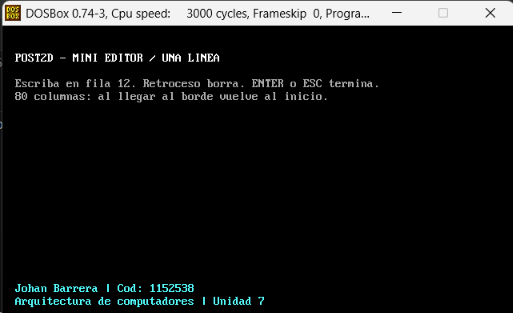 DOSBox 0.74-3, Cpu speed: 3000 cycles, Frameskip 0, Progra...
POST2D - MINI EDITOR / UNA LINEA
Escriba en fila 12. Retroceso borra. ENTER o ESC termina.
80 columnas: al llegar al borde vuelve al inicio.
Johan Barrera | Cod: 1152538
Arquitectura de computadores | Unidad 7